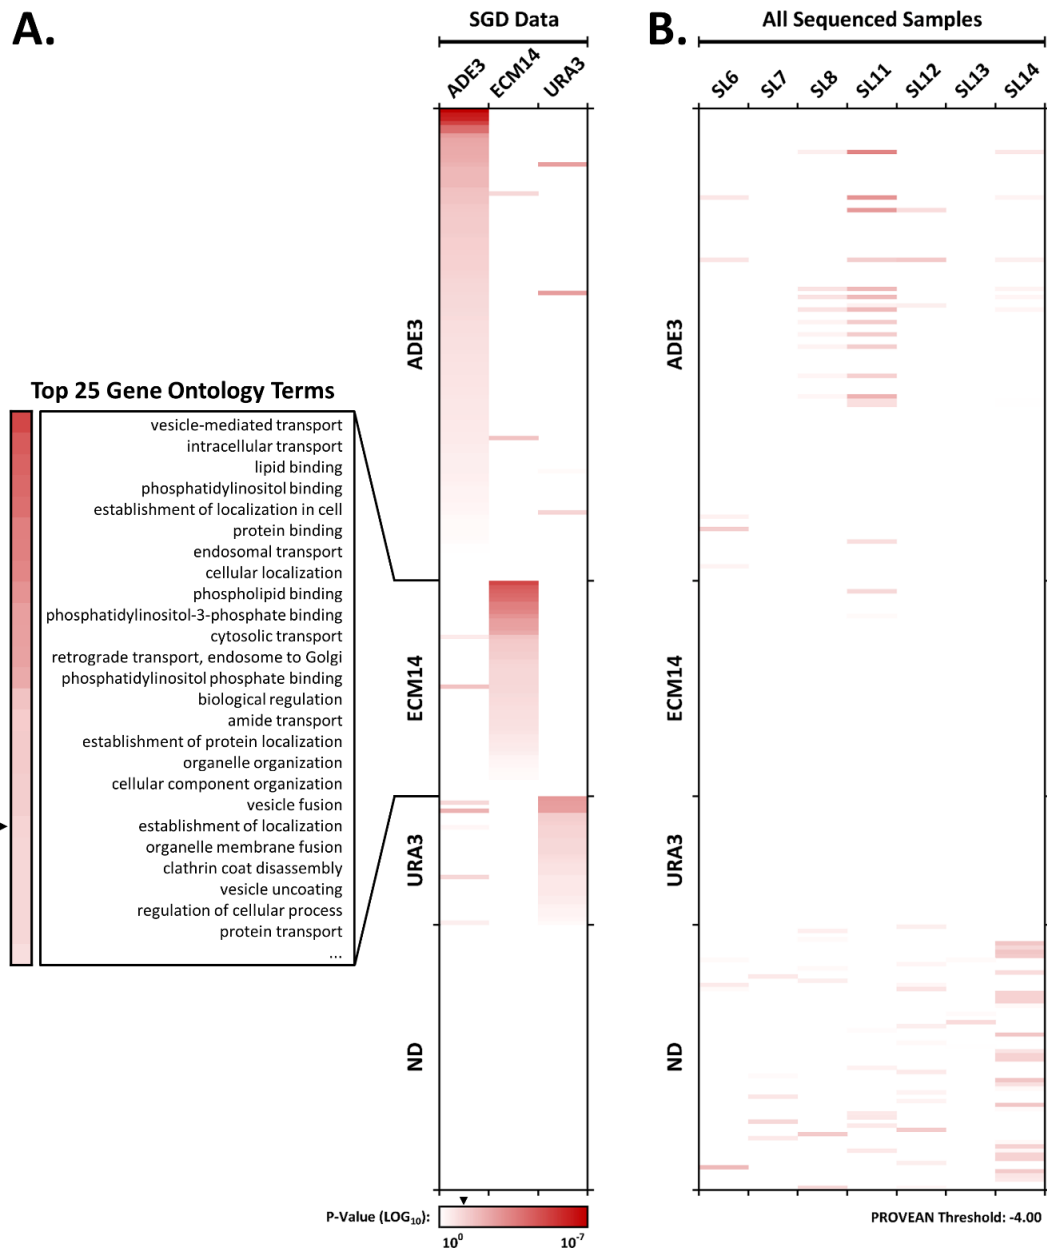 A.
SGD Data
ADE3
ECM14
URA3
ADE3
ECM14
URA3
ND
Top 25 Gene Ontology Terms
vesicle-mediated transport
intracellular transport
lipid binding
phosphatidylinositol binding
establishment of localization in cell
protein binding
endosomal transport
cellular localization
phospholipid binding
phosphatidylinositol-3-phosphate binding
cytosolic transport
retrograde transport, endosome to Golgi
phosphatidylinositol phosphate binding
biological regulation
amide transport
establishment of protein localization
organelle organization
cellular component organization
vesicle fusion
establishment of localization
organelle membrane fusion
clathrin coat disassembly
vesicle uncoating
regulation of cellular process
protein transport
...
P-Value (LOG₁₀):
10⁰
10⁻⁷
B.
All Sequenced Samples
SL6
SL7
SL8
SL11
SL12
SL13
SL14
ADE3
ECM14
URA3
ND
PROVEAN Threshold: -4.00